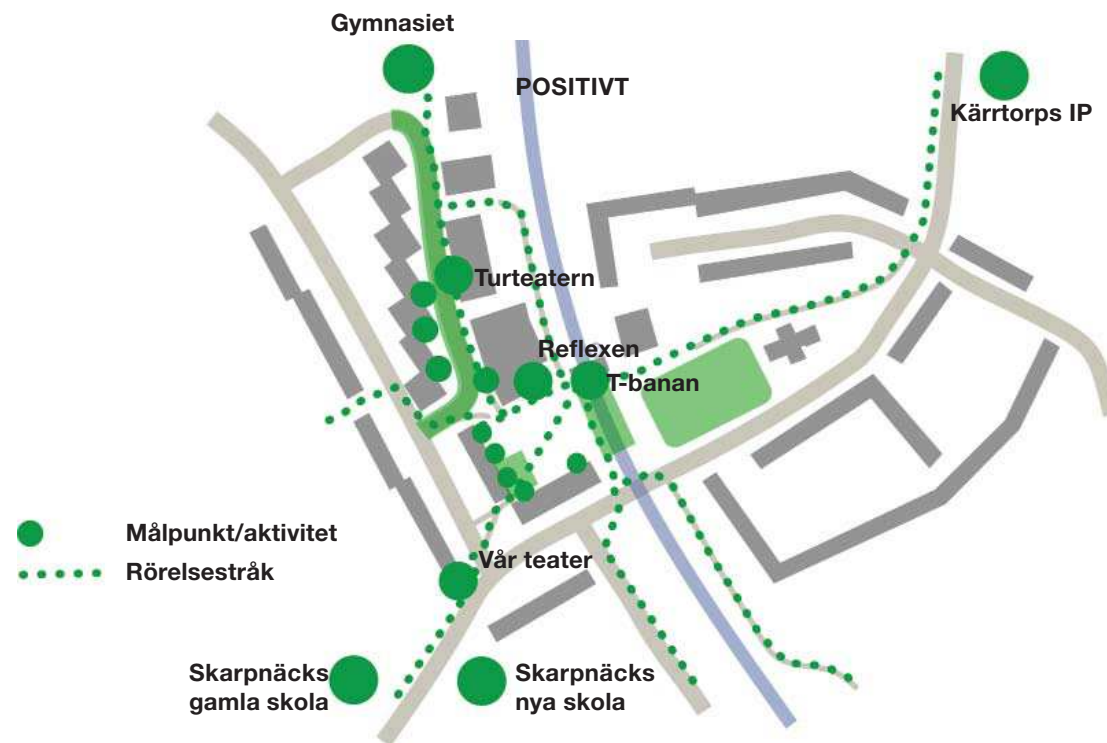 Gymnasiet
POSITIVT
Kärrtorps IP
Turteatern
Reflexen
T-banan
Målpunkt/aktivitet
Rörelsestråk
Vår teater
Skarpnäcks
gamla skola
Skarpnäcks
nya skola